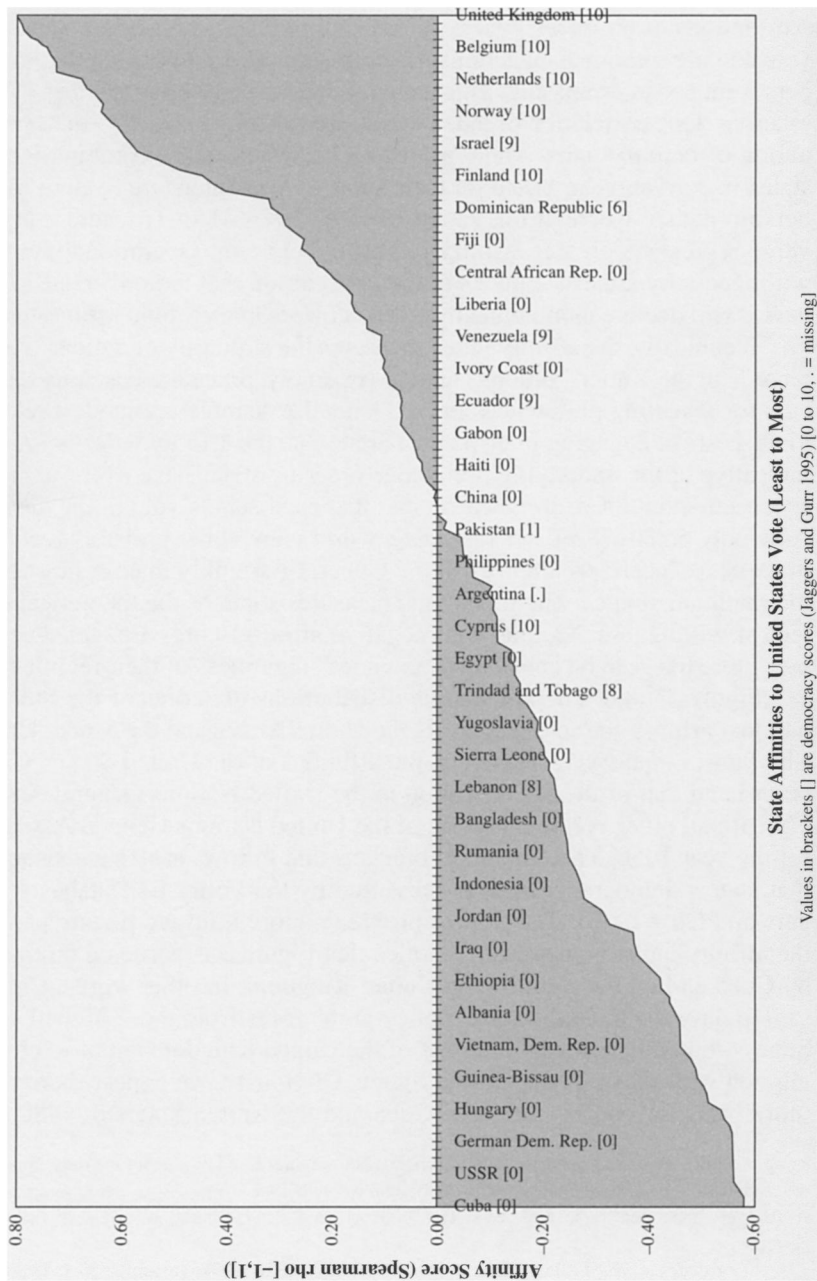 United Kingdom [10]
Belgium [10]
Netherlands [10]
Norway [10]
Israel [9]
Finland [10]
Dominican Republic [6]
Fiji [0]
Central African Rep. [0]
Liberia [0]
Venezuela [9]
Ivory Coast [0]
Ecuador [9]
Gabon [0]
Haiti [0]
China [0]
Pakistan [1]
Philippines [0]
Argentina [.]
Cyprus [10]
Egypt [0]
Trinidad and Tobago [8]
Yugoslavia [0]
Sierra Leone [0]
Lebanon [8]
Bangladesh [0]
Rumania [0]
Indonesia [0]
Jordan [0]
Iraq [0]
Ethiopia [0]
Albania [0]
Vietnam, Dem. Rep. [0]
Guinea-Bissau [0]
Hungary [0]
German Dem. Rep. [0]
USSR [0]
Cuba [0]
0.80
0.60
0.40
0.20
0.00
-0.20
-0.40
-0.60
Affinity Score (Spearman rho [–1,1])
State Affinities to United States Vote (Least to Most)
Values in brackets [] are democracy scores (Jaggers and Gurr 1995) [0 to 10, . = missing]